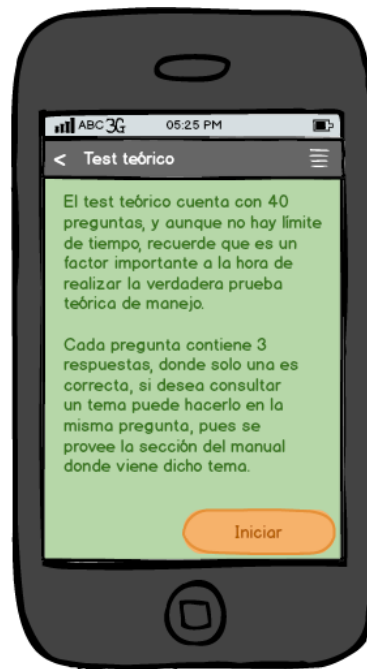 ABC 3G 05:25 PM
< Test teórico
El test teórico cuenta con 40
preguntas, y aunque no hay límite
de tiempo, recuerde que es un
factor importante a la hora de
realizar la verdadera prueba
teórica de manejo.
Cada pregunta contiene 3
respuestas, donde solo una es
correcta, si desea consultar
un tema puede hacerlo en la
misma pregunta, pues se
provee la sección del manual
donde viene dicho tema.
Iniciar